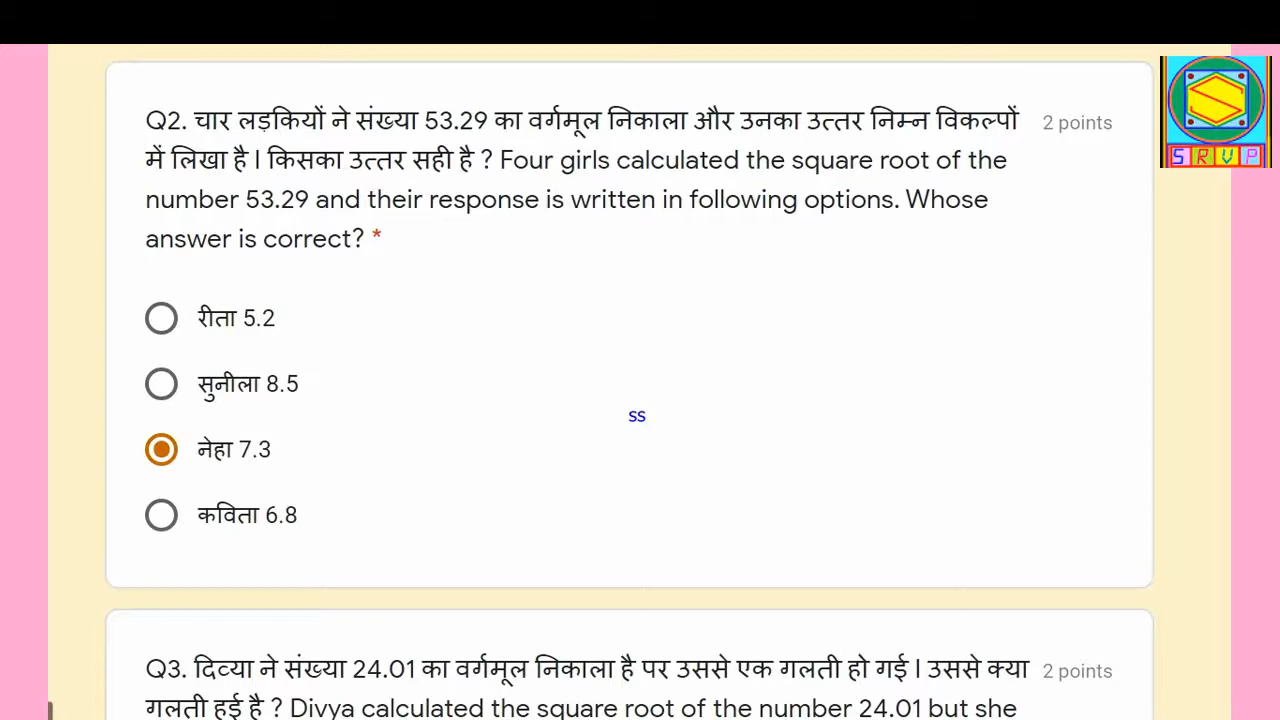 Q2. चार लड़कियों ने संख्या 53.29 का वर्गमूल निकाला और उनका उत्तर निम्न विकल्पों 2 points
में लिखा है l किसका उत्तर सही है ? Four girls calculated the square root of the
number 53.29 and their response is written in following options. Whose
answer is correct? *
रीता 5.2
सुनीला 8.5
ss
नेहा 7.3
कविता 6.8
Q3. दिव्या ने संख्या 24.01 का वर्गमूल निकाला है पर उससे एक गलती हो गई l उससे क्या 2 points
गलती हुई है ? Divya calculated the square root of the number 24.01 but she
S R V P